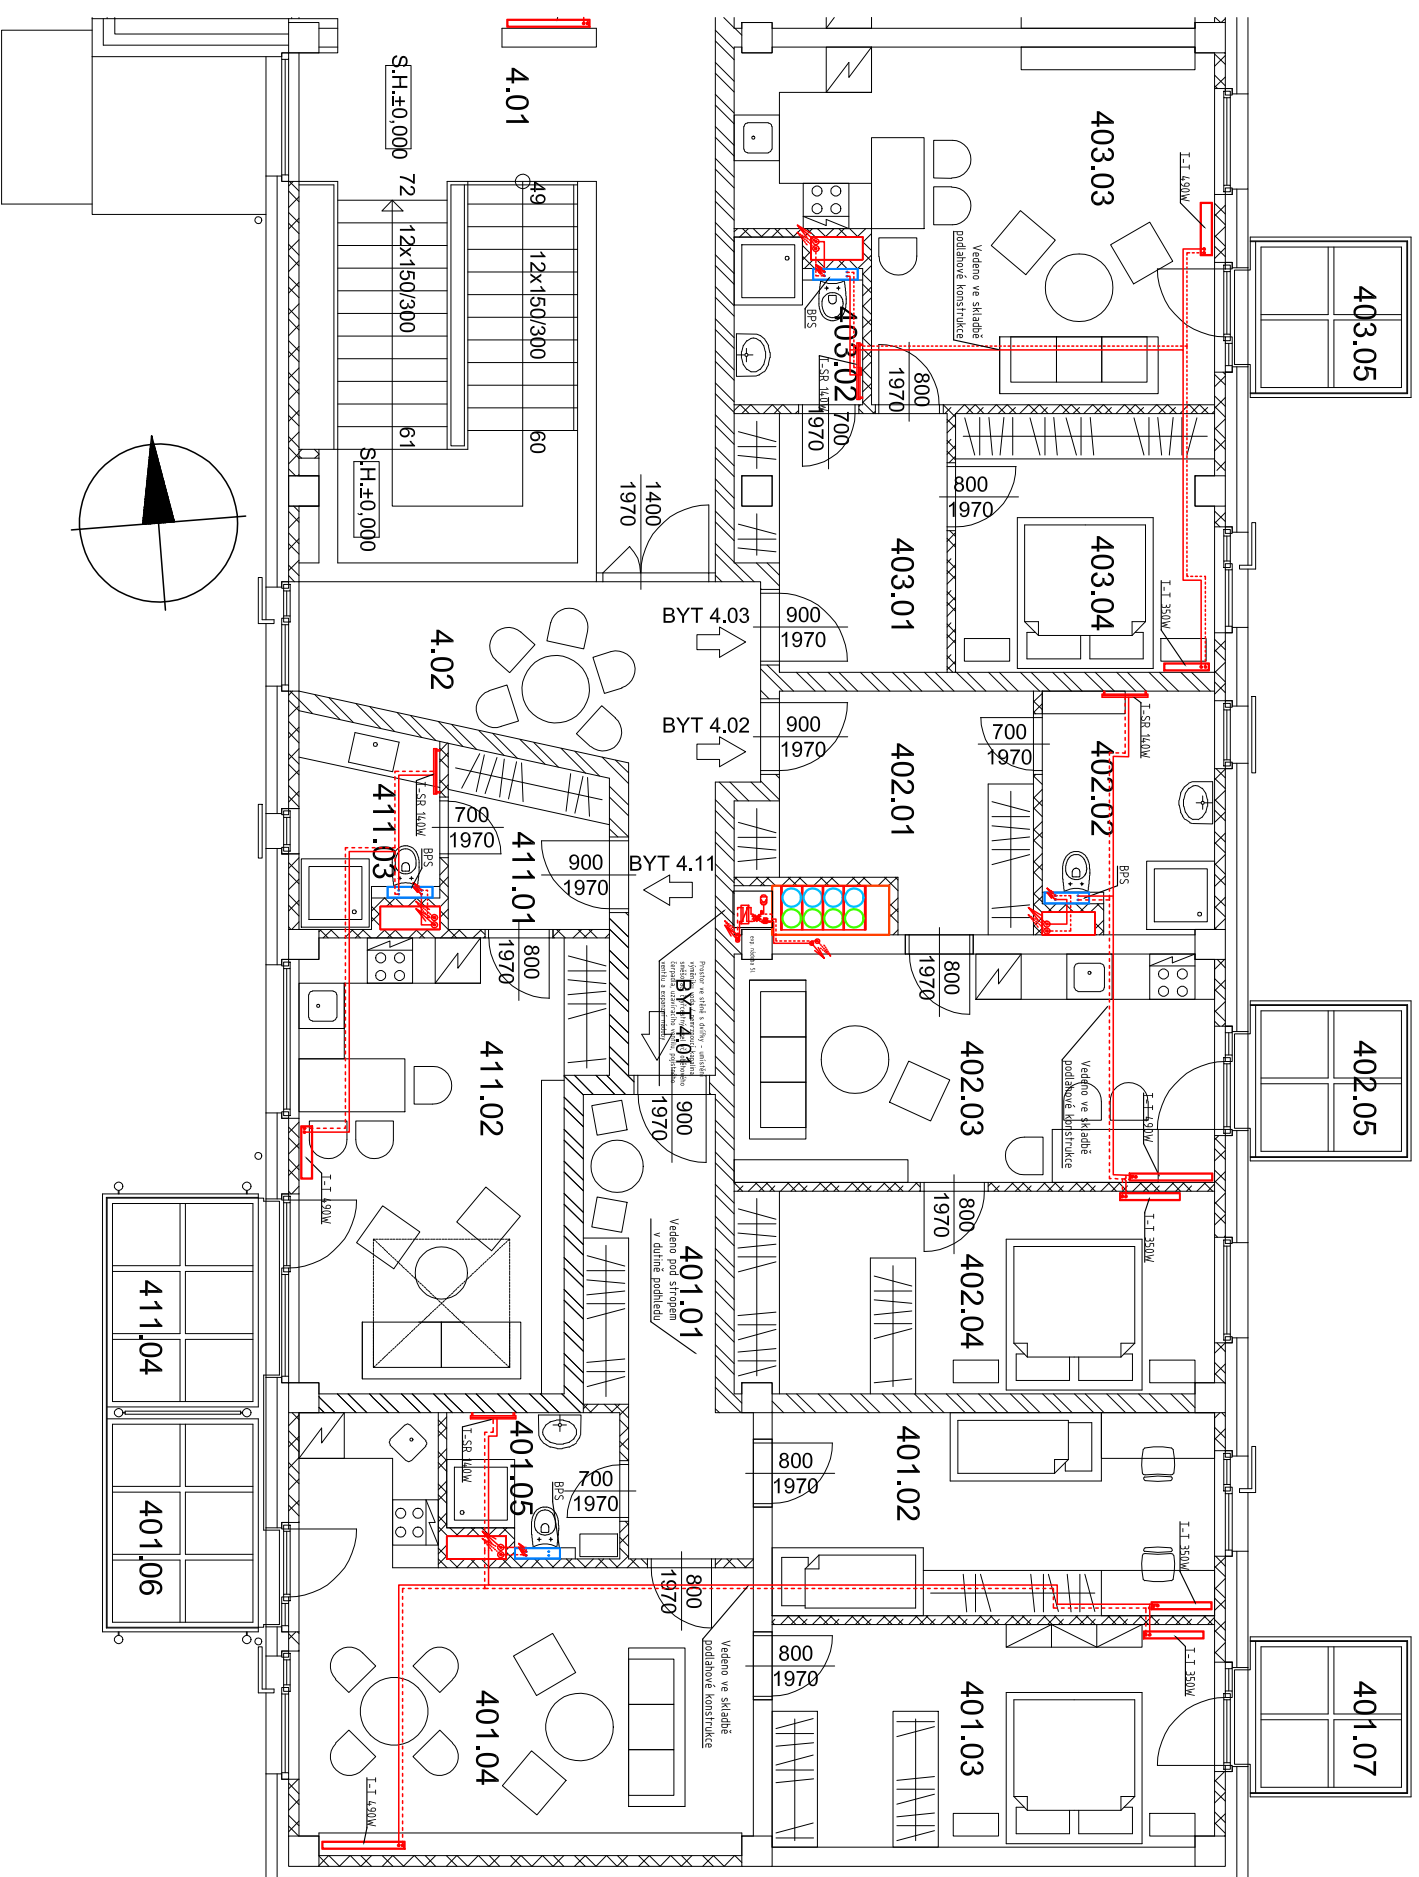 4.01
S.H.±0,000
72
12x150/300
61
49
12x150/300
60
S.H.±0,000
1400
1970
4.02
403.03
T-T 490W
403.05
Vedeno ve skladbě
podlahové konstrukce
BPS
403.02
T-SR 140W
700
1970
800
1970
403.01
800
1970
403.04
T-T 350W
BYT 4.03
900
1970
BYT 4.02
900
1970
402.01
700
1970
402.02
T-SR 140W
BPS
411.03
T-SR 140W
BPS
700
1970
411.01
900
1970
BYT 4.11
800
1970
411.02
T-T 490W
411.04
BYT 4.01
900
1970
exp. nádoba 5l
800
1970
402.03
Vedeno ve skladbě
podlahové konstrukce
T-T 490W
402.05
800
1970
402.04
T-T 350W
401.01
Vedeno pod stropem
v dutině podhledu
401.05
T-SR 140W
BPS
700
1970
800
1970
401.02
T-T 350W
401.06
800
1970
401.04
Vedeno ve skladbě
podlahové konstrukce
T-T 490W
800
1970
401.03
T-T 350W
401.07